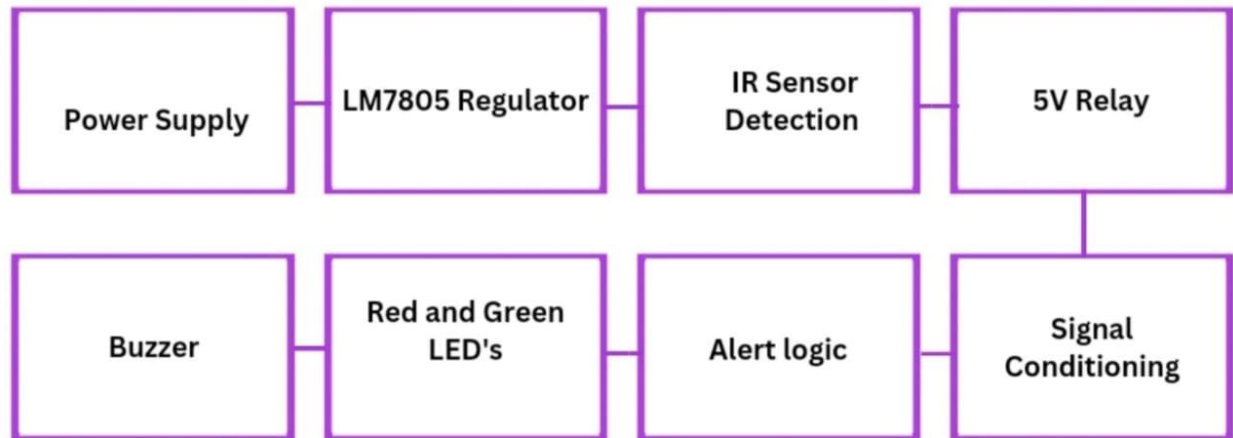 Power Supply
LM7805 Regulator
IR Sensor
Detection
5V Relay
Buzzer
Red and Green
LED's
Alert logic
Signal
Conditioning